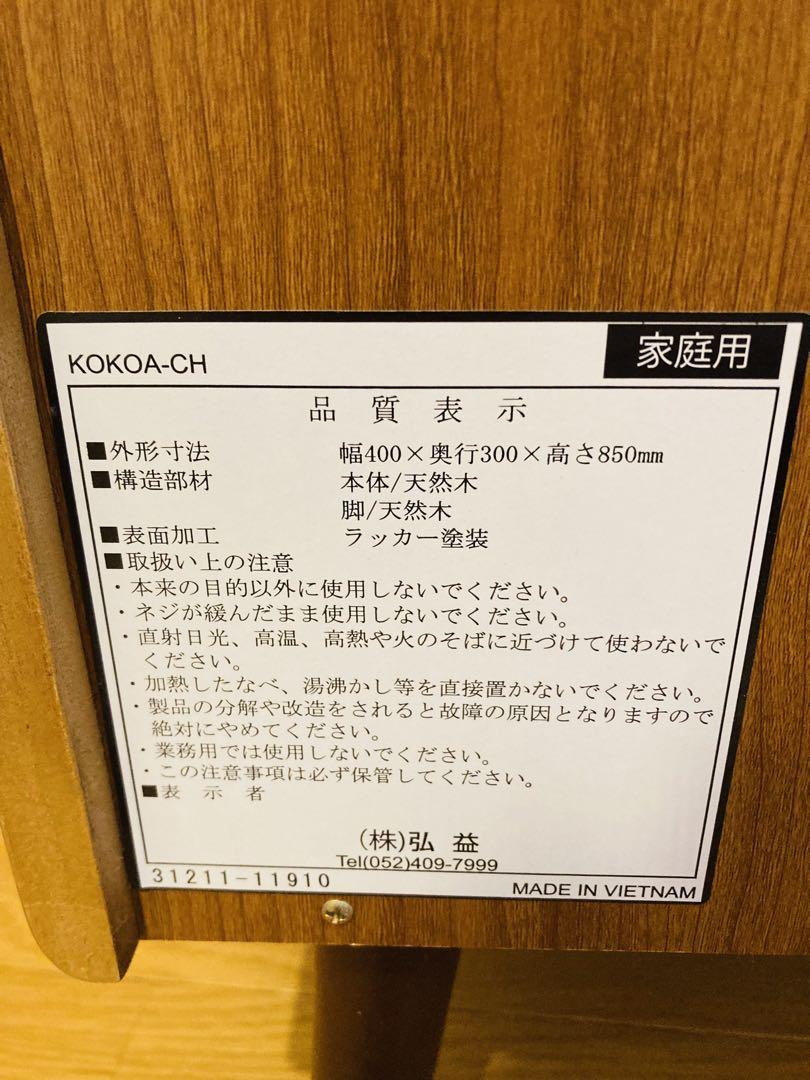 KOKOA-CH 家庭用
品質表示
■外形寸法 幅400×奥行300×高さ850mm
■構造部材 本体/天然木
脚/天然木
■表面加工 ラッカー塗装
■取扱い上の注意
・本来の目的以外に使用しないでください。
・ネジが緩んだまま使用しないでください。
・直射日光、高温、高熱や火のそばに近づけて使わないで
ください。
・加熱したなべ、湯沸かし等を直接置かないでください。
・製品の分解や改造をされると故障の原因となりますので
絶対にやめてください。
・業務用では使用しないでください。
・この注意事項は必ず保管してください。
■表示者
(株)弘益
Tel(052)409-7999
31211-11910 MADE IN VIETNAM